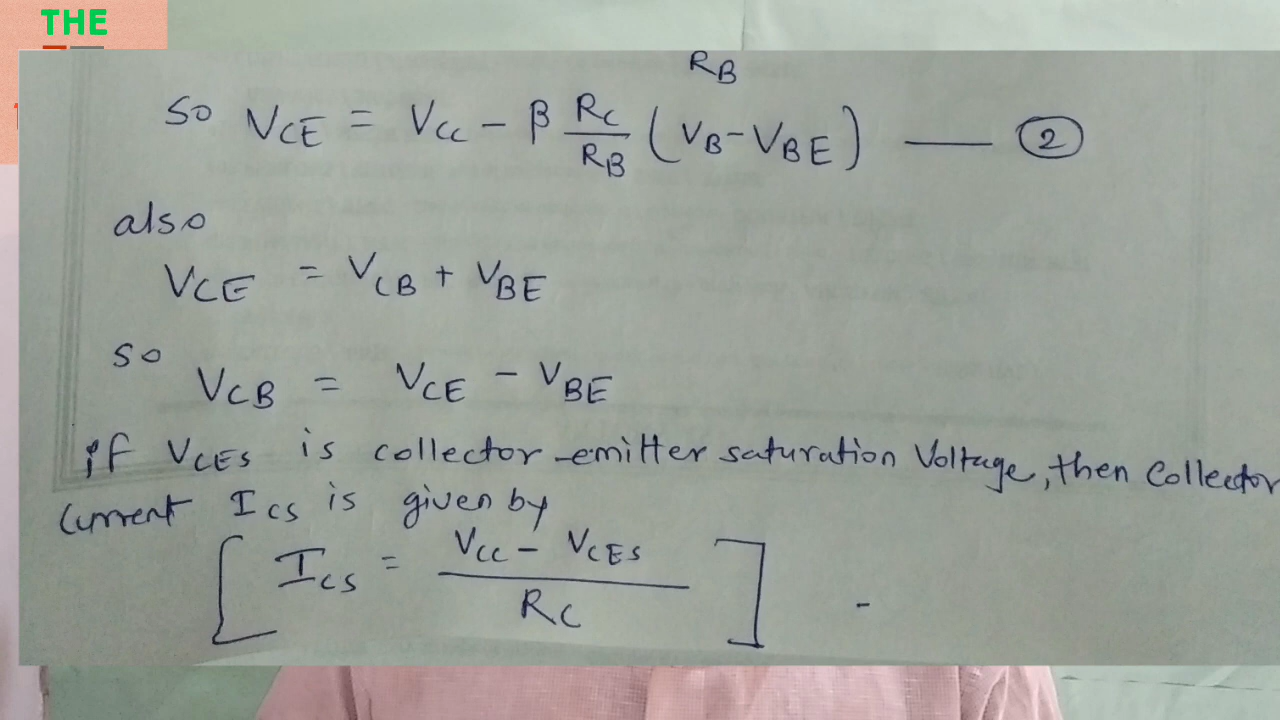 THE
RB
so VCE = Vcc - β RC/RB (VB - VBE) — 2
also
VCE = VCB + VBE
so
VCB = VCE - VBE
if VCES is collector-emitter saturation Voltage, then Collector
current ICS is given by
[ICS = VCC - VCES / RC]